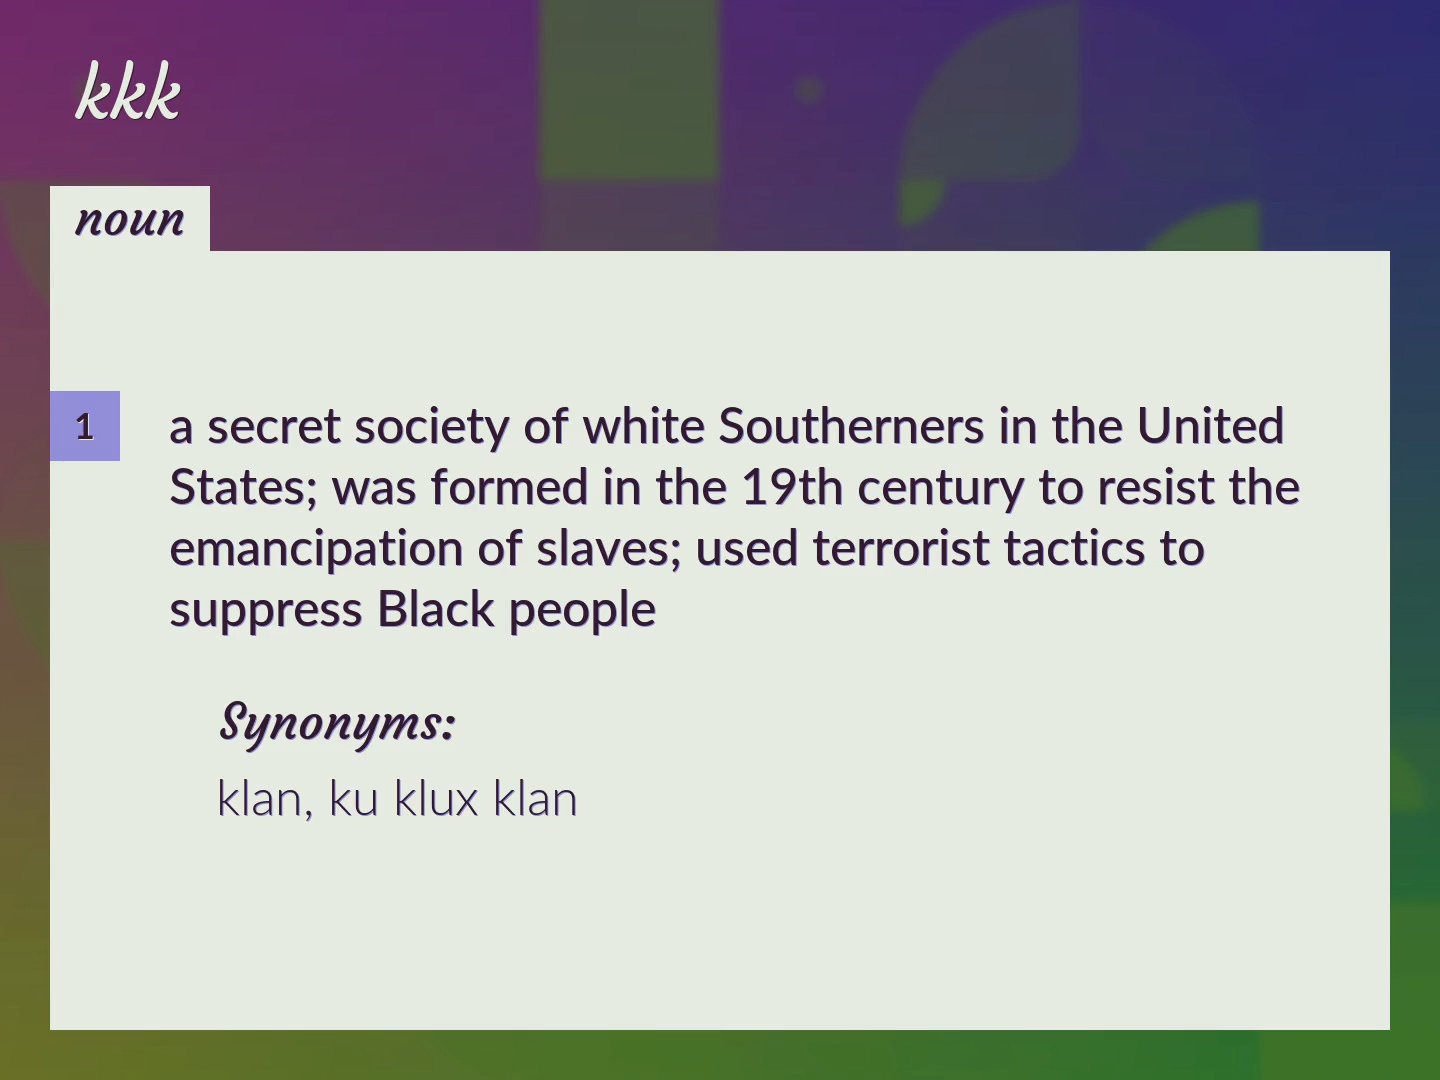 kkk
noun
1
a secret society of white Southerners in the United
States; was formed in the 19th century to resist the
emancipation of slaves; used terrorist tactics to
suppress Black people
Synonyms:
klan, ku klux klan